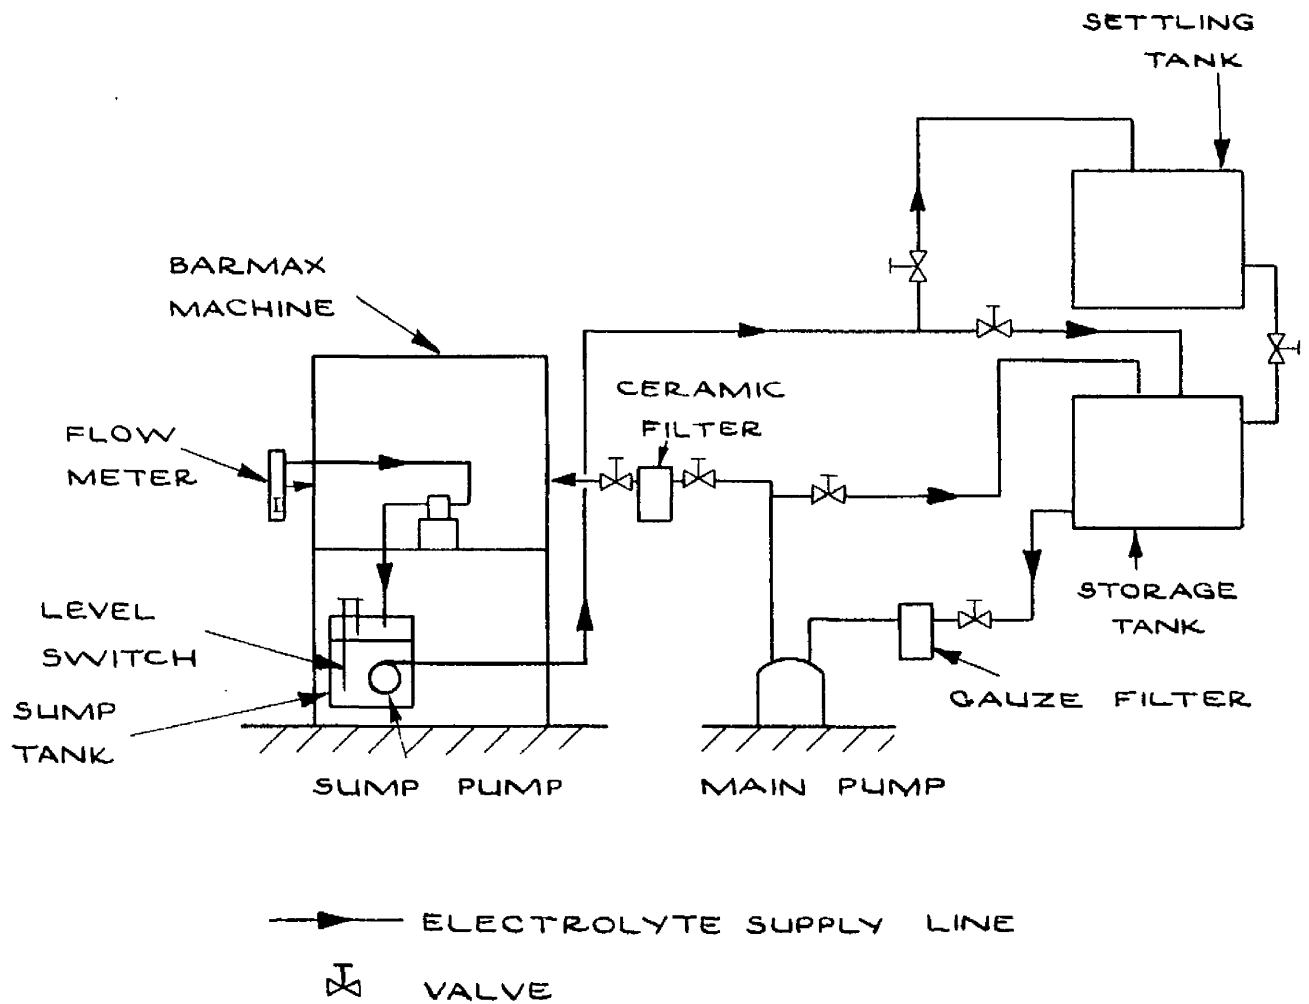 SETTLING
TANK
BARMAX
MACHINE
CERAMIC
FILTER
FLOW
METER
STORAGE
TANK
LEVEL
SWITCH
GAUZE FILTER
SUMP
TANK
SUMP PUMP
MAIN PUMP
ELECTROLYTE SUPPLY LINE
VALVE